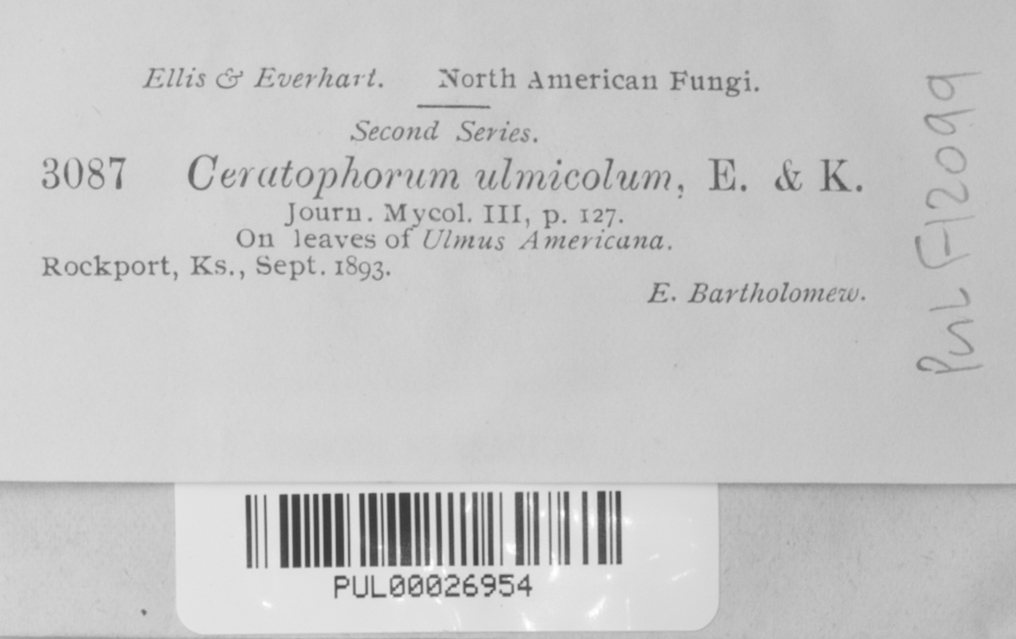 Ellis & Everhart. North American Fungi.
Second Series.
3087 Ceratophorum ulmicolum, E. & K.
Journ. Mycol. III, p. 127.
On leaves of Ulmus Americana.
Rockport, Ks., Sept. 1893.
E. Bartholomew.
PUL F12099
PUL00026954